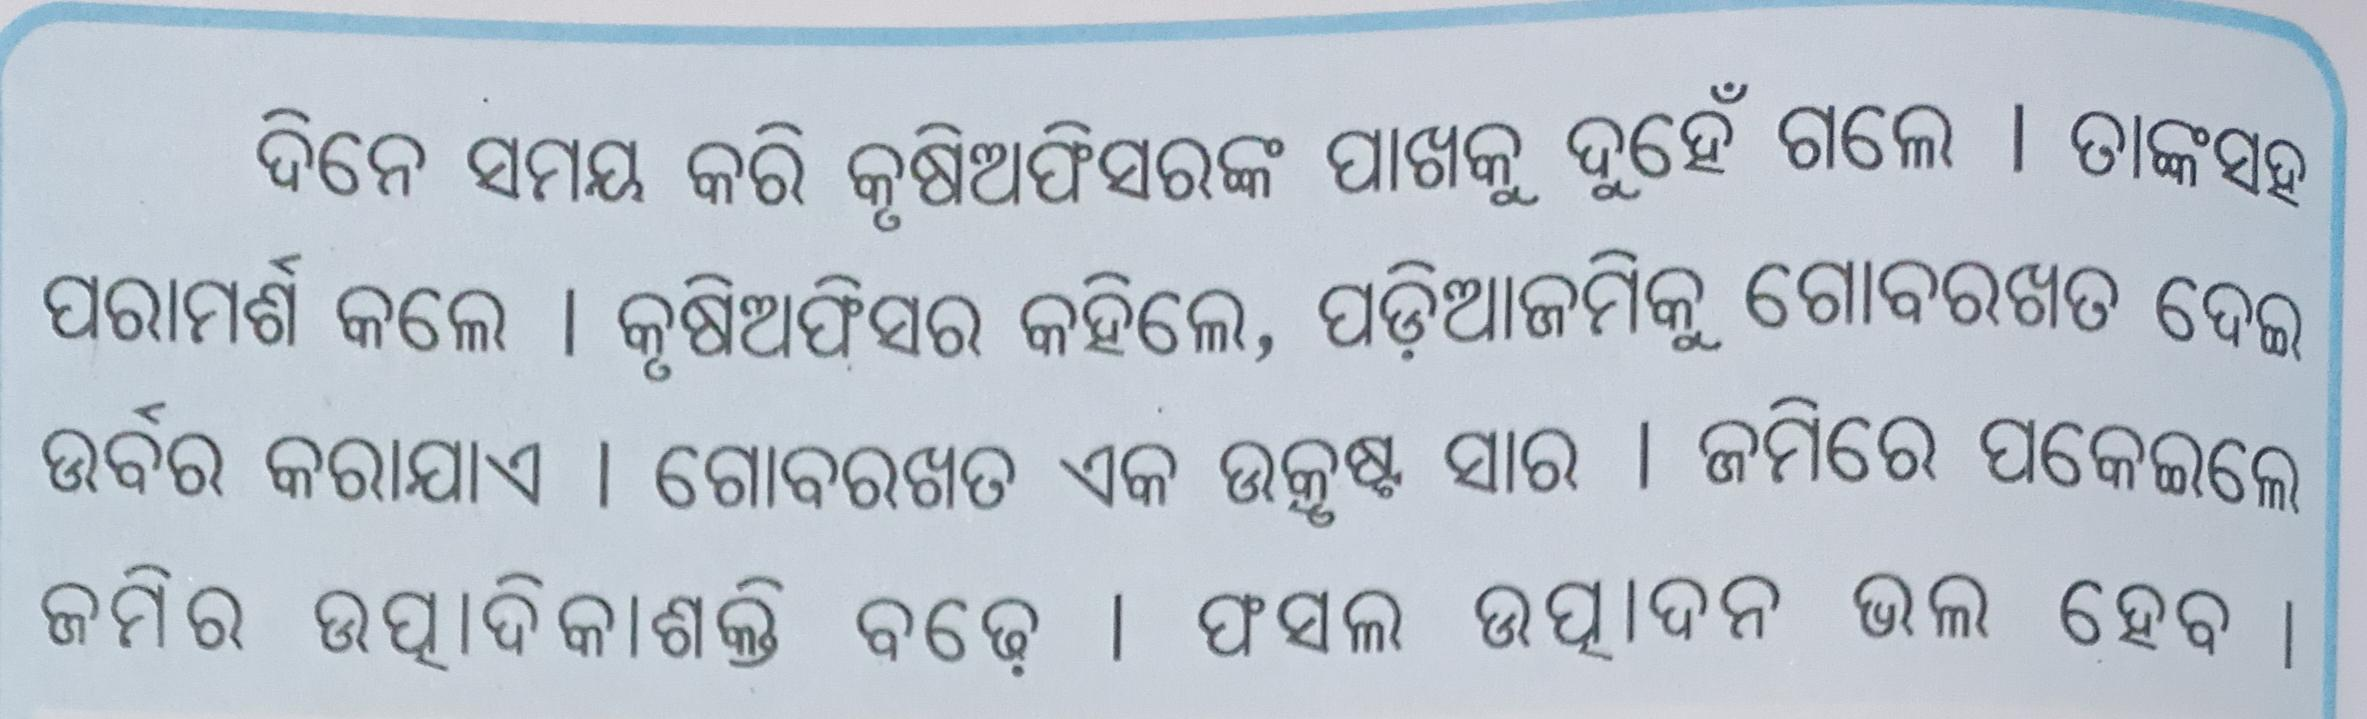 ଦିନେ ସମୟ କରି କୃଷିଅଫିସରଙ୍କ ପାଖକୁ ଦୁହେଁ ଗଲେ । ତାଙ୍କସହ
ପରାମର୍ଶ କଲେ । କୃଷିଅଫିସର କହିଲେ, ପଡ଼ିଆଜମିକୁ ଗୋବରଖତ ଦେଇ
ଉର୍ବର କରାଯାଏ । ଗୋବରଖତ ଏକ ଉତ୍କୃଷ୍ଟ ସାର । ଜମିରେ ପକେଇଲେ
ଜମିର ଉତ୍ପାଦିକାଶକ୍ତି ବଢ଼େ । ଫସଲ ଉତ୍ପାଦନ ଭଲ ହେବ ।